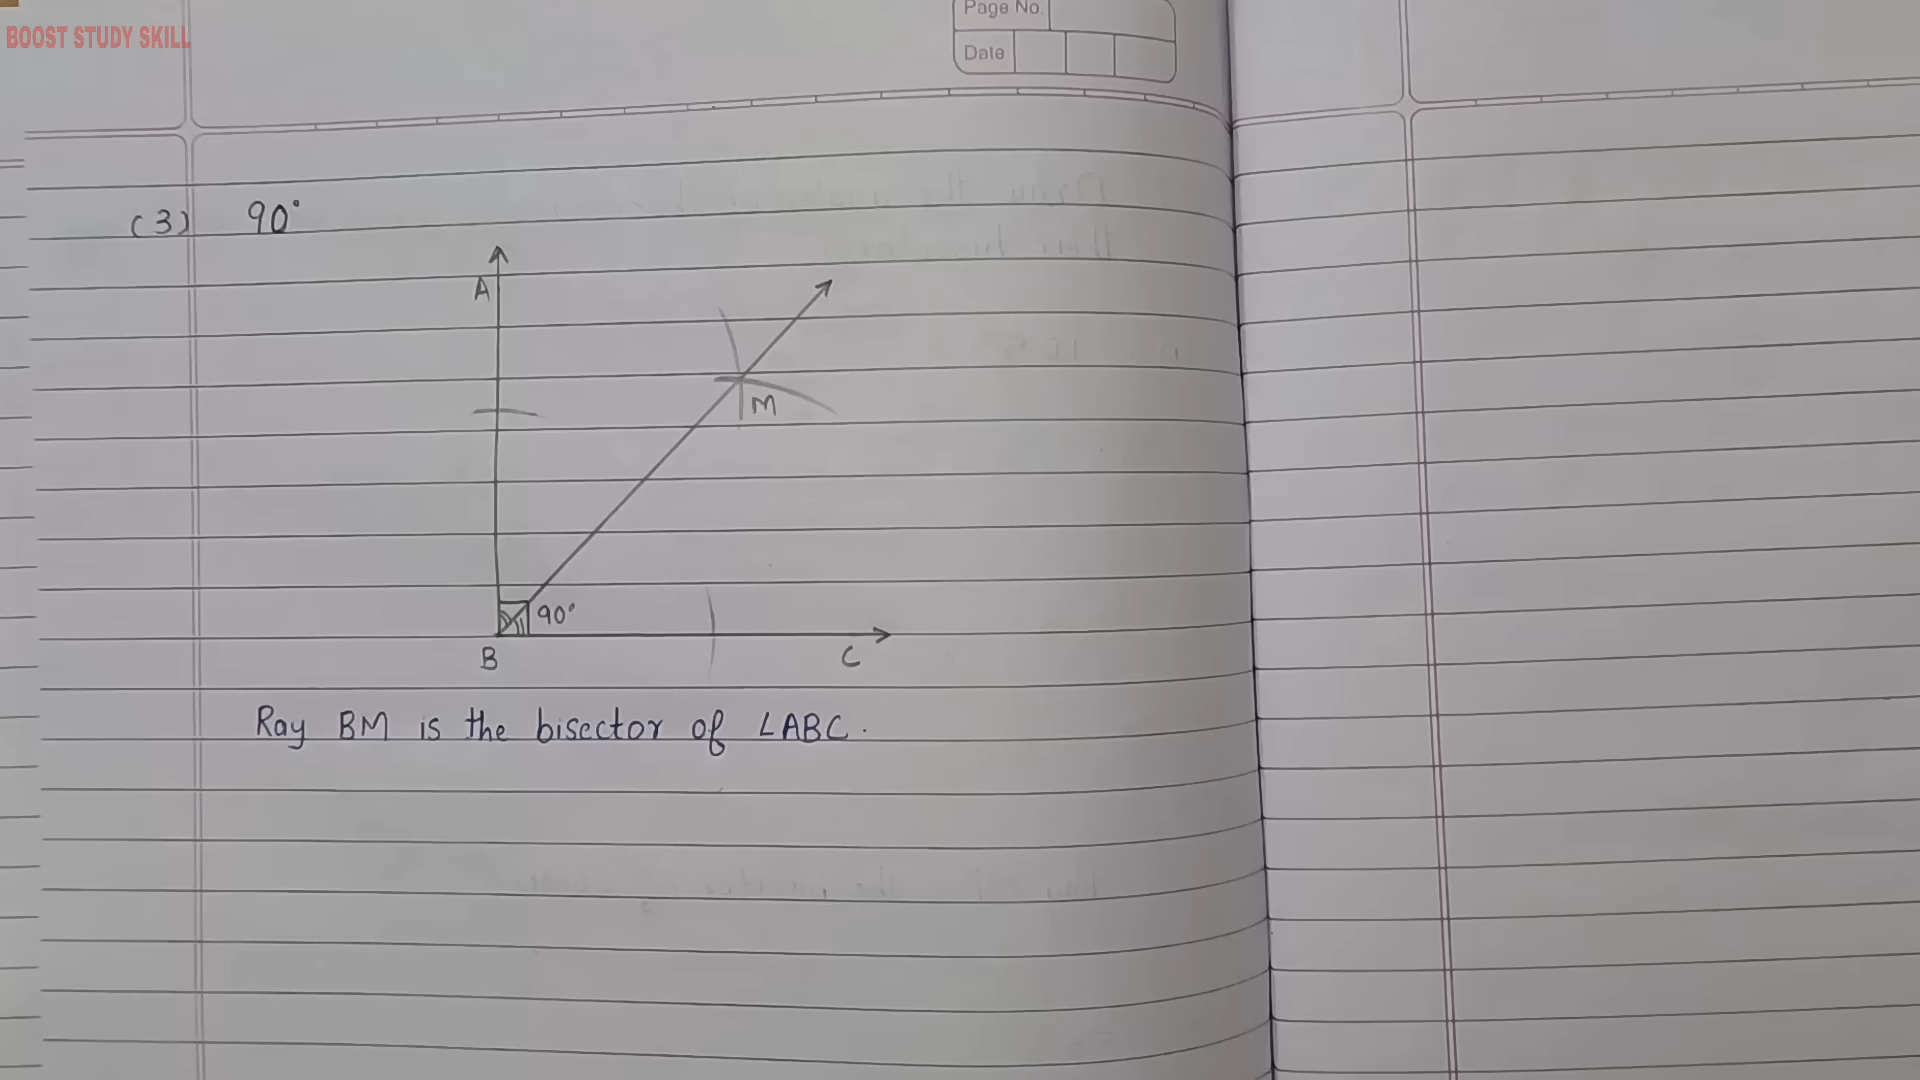 BOOST STUDY SKILL
Page No
Date
(3) 90°
A
M
90°
B
C
Ray BM is the bisector of ∠ABC.